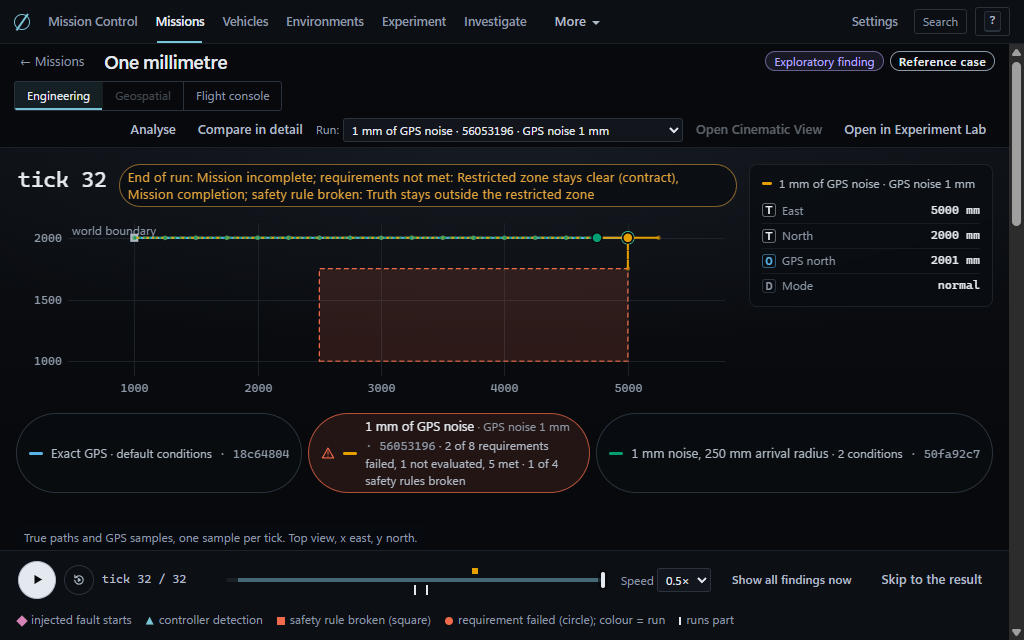 Mission Control Missions Vehicles Environments Experiment Investigate More Settings Search ?
← Missions One millimetre Exploratory finding Reference case
Engineering Geospatial Flight console
Analyse Compare in detail Run: 1 mm of GPS noise · 56053196 · GPS noise 1 mm Open Cinematic View Open in Experiment Lab
tick 32
End of run: Mission incomplete; requirements not met: Restricted zone stays clear (contract),
Mission completion; safety rule broken: Truth stays outside the restricted zone
1 mm of GPS noise · GPS noise 1 mm
T East 5000 mm
T North 2000 mm
O GPS north 2001 mm
D Mode normal
world boundary
2000
1500
1000
1000 2000 3000 4000 5000
Exact GPS · default conditions · 18c64804
1 mm of GPS noise · GPS noise 1 mm
· 56053196 · 2 of 8 requirements
failed, 1 not evaluated, 5 met · 1 of 4
safety rules broken
1 mm noise, 250 mm arrival radius · 2 conditions · 50fa92c7
True paths and GPS samples, one sample per tick. Top view, x east, y north.
tick 32 / 32 Speed 0.5× Show all findings now Skip to the result
injected fault starts controller detection safety rule broken (square) requirement failed (circle); colour = run runs part